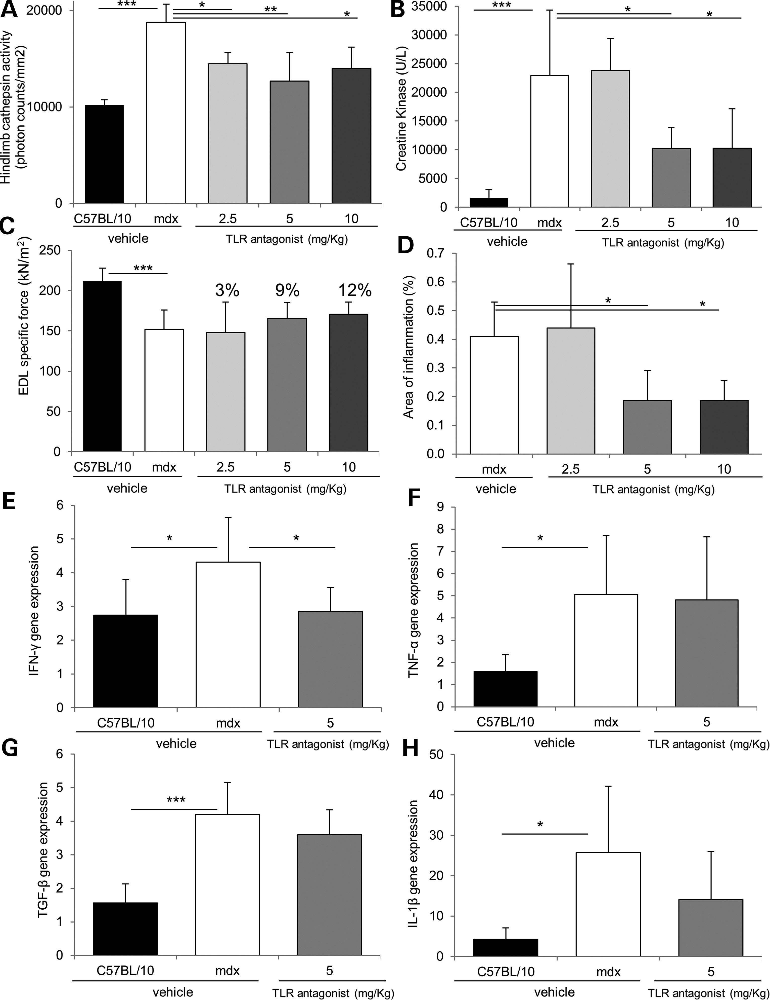 A
Hindlimb cathepsin activity
(photon counts/mm2)
20000
10000
0
***
*
**
*
C57BL/10 mdx 2.5 5 10
vehicle TLR antagonist (mg/Kg)
B
Creatine Kinase (U/L)
35000
30000
25000
20000
15000
10000
5000
0
***
*
*
C57BL/10 mdx 2.5 5 10
vehicle TLR antagonist (mg/Kg)
C
EDL specific force (kN/m²)
250
200
150
100
50
0
***
3% 9% 12%
C57BL/10 mdx 2.5 5 10
vehicle TLR antagonist (mg/Kg)
D
Area of inflammation (%)
0.7
0.6
0.5
0.4
0.3
0.2
0.1
0.0
*
*
mdx 2.5 5 10
vehicle TLR antagonist (mg/Kg)
E
IFN-γ gene expression
6
5
4
3
2
1
0
* *
C57BL/10 mdx 5
vehicle TLR antagonist (mg/Kg)
F
TNF-α gene expression
9
8
7
6
5
4
3
2
1
0
*
C57BL/10 mdx 5
vehicle TLR antagonist (mg/Kg)
G
TGF-β gene expression
6
5
4
3
2
1
0
***
C57BL/10 mdx 5
vehicle TLR antagonist (mg/Kg)
H
IL-1β gene expression
50
40
30
20
10
0
*
C57BL/10 mdx 5
vehicle TLR antagonist (mg/Kg)